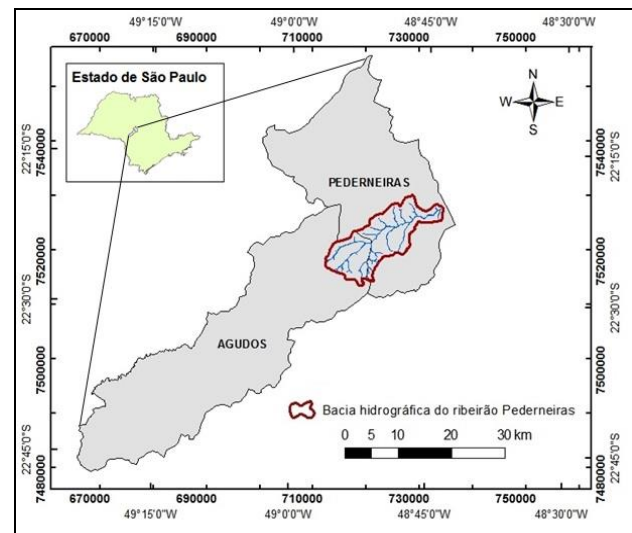 49°15'0"W 49°0'0"W 48°45'0"W 48°30'0"W
670000 690000 710000 730000 750000
Estado de São Paulo
N
W E
S
22°15'0"S 7540000
7540000 22°15'0"S
PEDERNEIRAS
7520000
7520000
22°30'0"S
22°30'0"S
AGUDOS
7500000
7500000
Bacia hidrográfica do ribeirão Pederneiras
0 5 10 20 30 km
22°45'0"S 7480000
7480000 22°45'0"S
670000 690000 710000 730000 750000
49°15'0"W 49°0'0"W 48°45'0"W 48°30'0"W